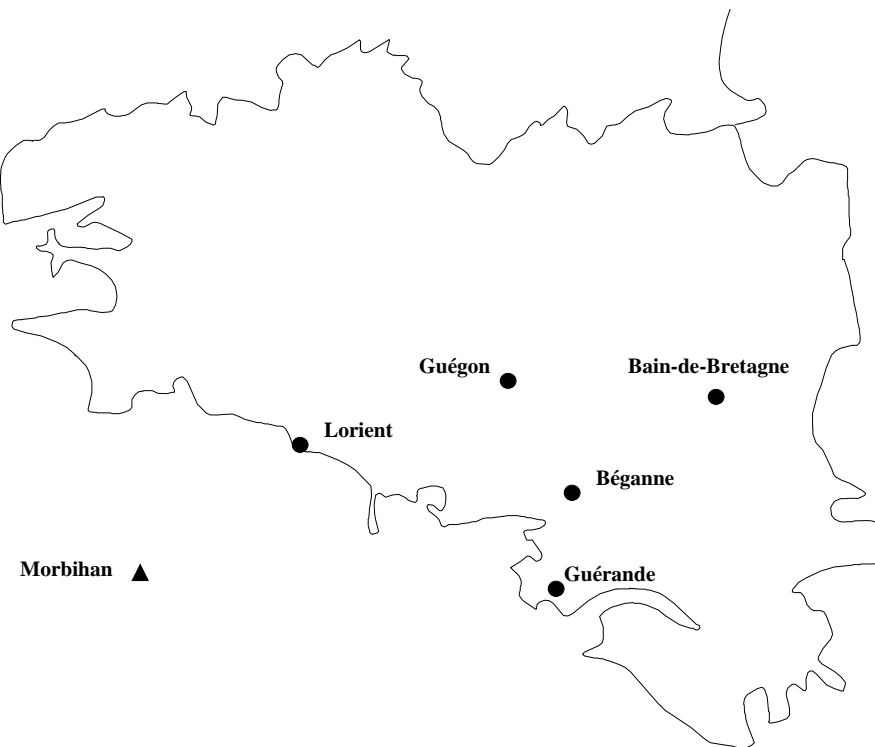 Guégon
Bain-de-Bretagne
Lorient
Béganne
Morbihan
Guérande